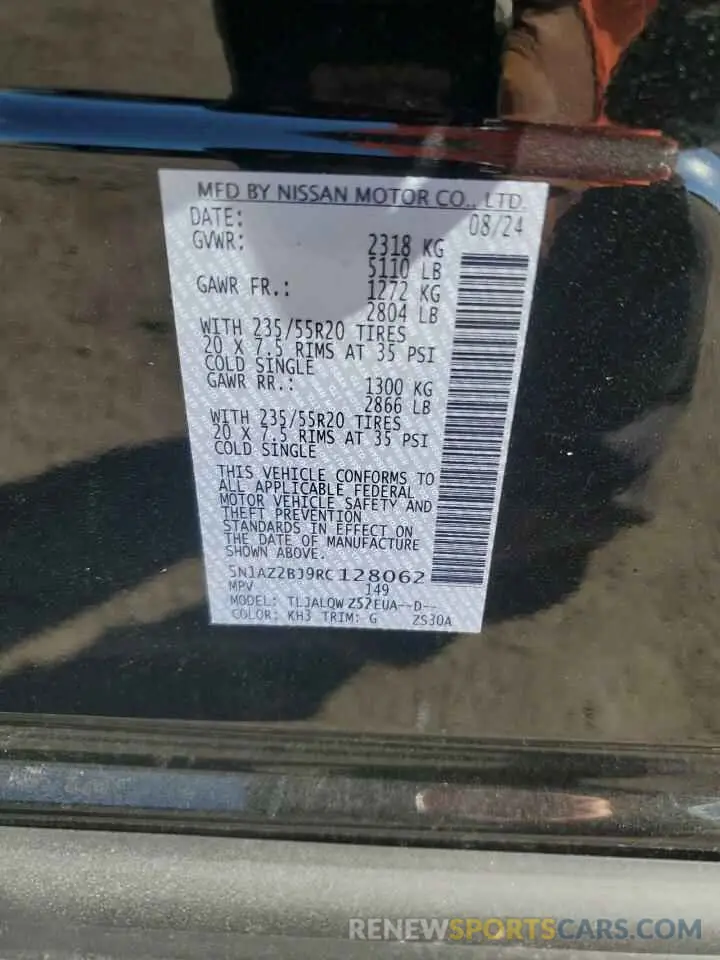 MFD BY NISSAN MOTOR CO., LTD.
DATE: 08/24
GVWR: 2318 KG
5110 LB
GAWR FR.: 1272 KG
2804 LB
WITH 235/55R20 TIRES
20 X 7.5 RIMS AT 35 PSI
COLD SINGLE
GAWR RR.: 1300 KG
2866 LB
WITH 235/55R20 TIRES
20 X 7.5 RIMS AT 35 PSI
COLD SINGLE
THIS VEHICLE CONFORMS TO
ALL APPLICABLE FEDERAL
MOTOR VEHICLE SAFETY AND
THEFT PREVENTION
STANDARDS IN EFFECT ON
THE DATE OF MANUFACTURE
SHOWN ABOVE.
5N1AZ2BJ9RC128062
MPV 149
MODEL: TLJALQW Z52EUA--D--
COLOR: KH3 TRIM: G ZS30A
RENEWSPORTSCARS.COM